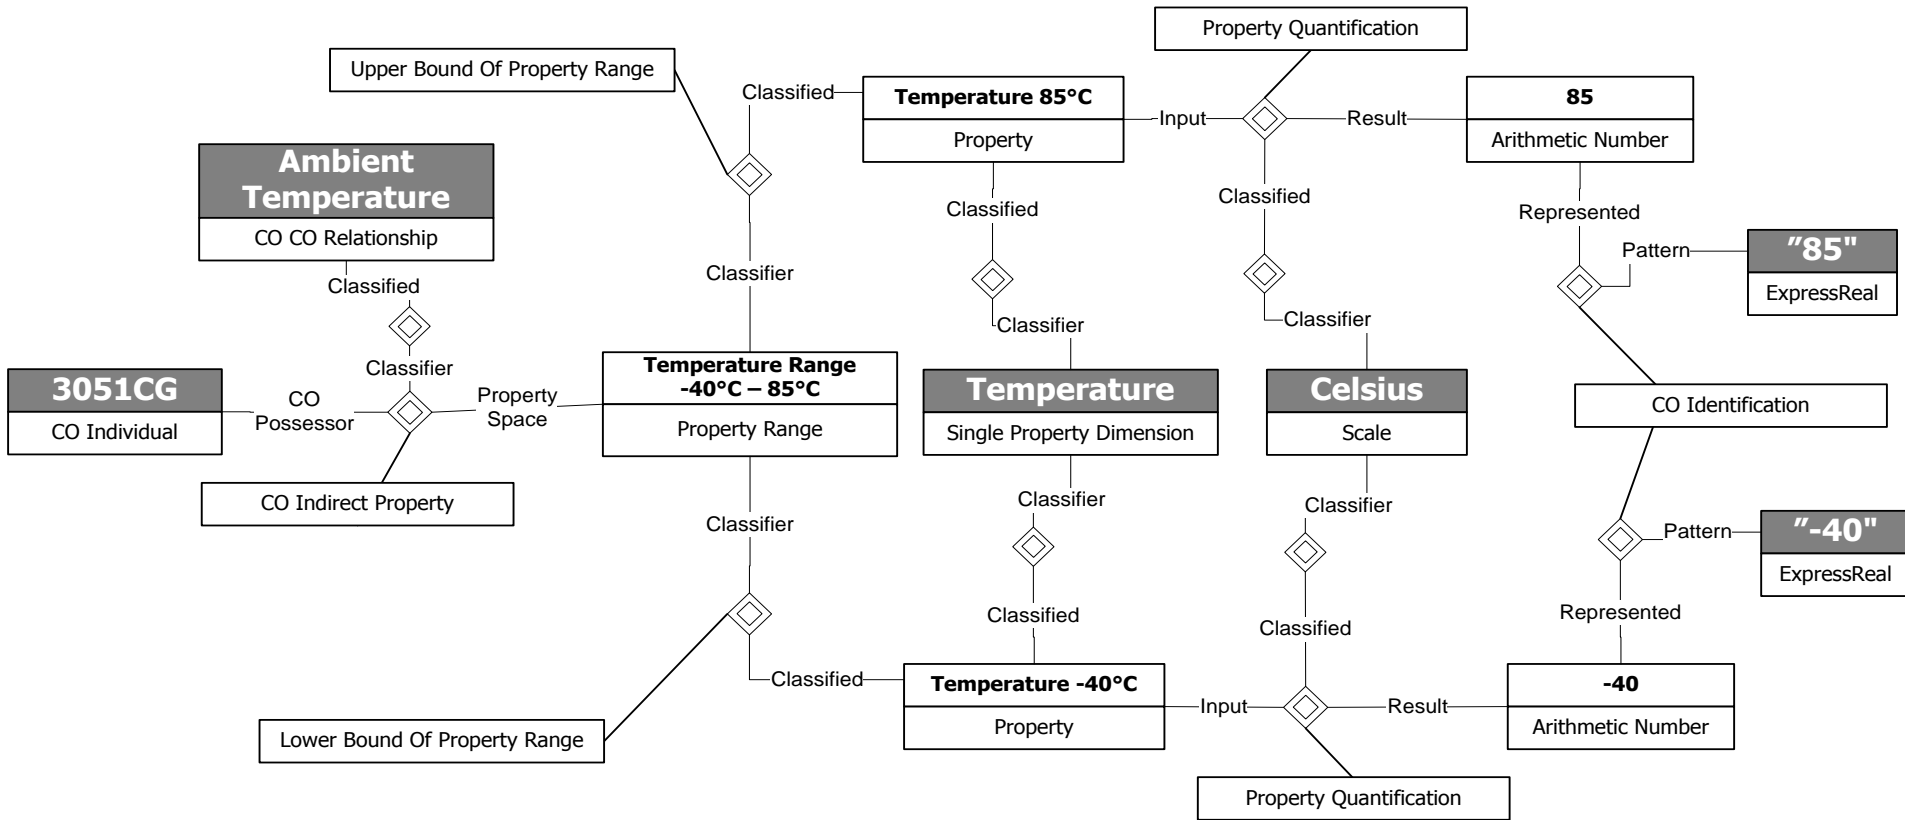 Property Quantification
Upper Bound Of Property Range
Classified
Temperature 85°C
Property
Input
Result
85
Arithmetic Number
Ambient
Temperature
CO CO Relationship
Classified
Classified
Classified
Represented
Pattern
"85"
ExpressReal
Classifier
Classifier
Classifier
Classifier
3051CG
CO Individual
CO
Possessor
Property
Space
Temperature Range
-40°C – 85°C
Property Range
Temperature
Single Property Dimension
Celsius
Scale
CO Identification
CO Indirect Property
Classifier
Classifier
Classifier
Pattern
"-40"
ExpressReal
Classified
Classified
Represented
Classified
Temperature -40°C
Property
Input
Result
-40
Arithmetic Number
Lower Bound Of Property Range
Property Quantification